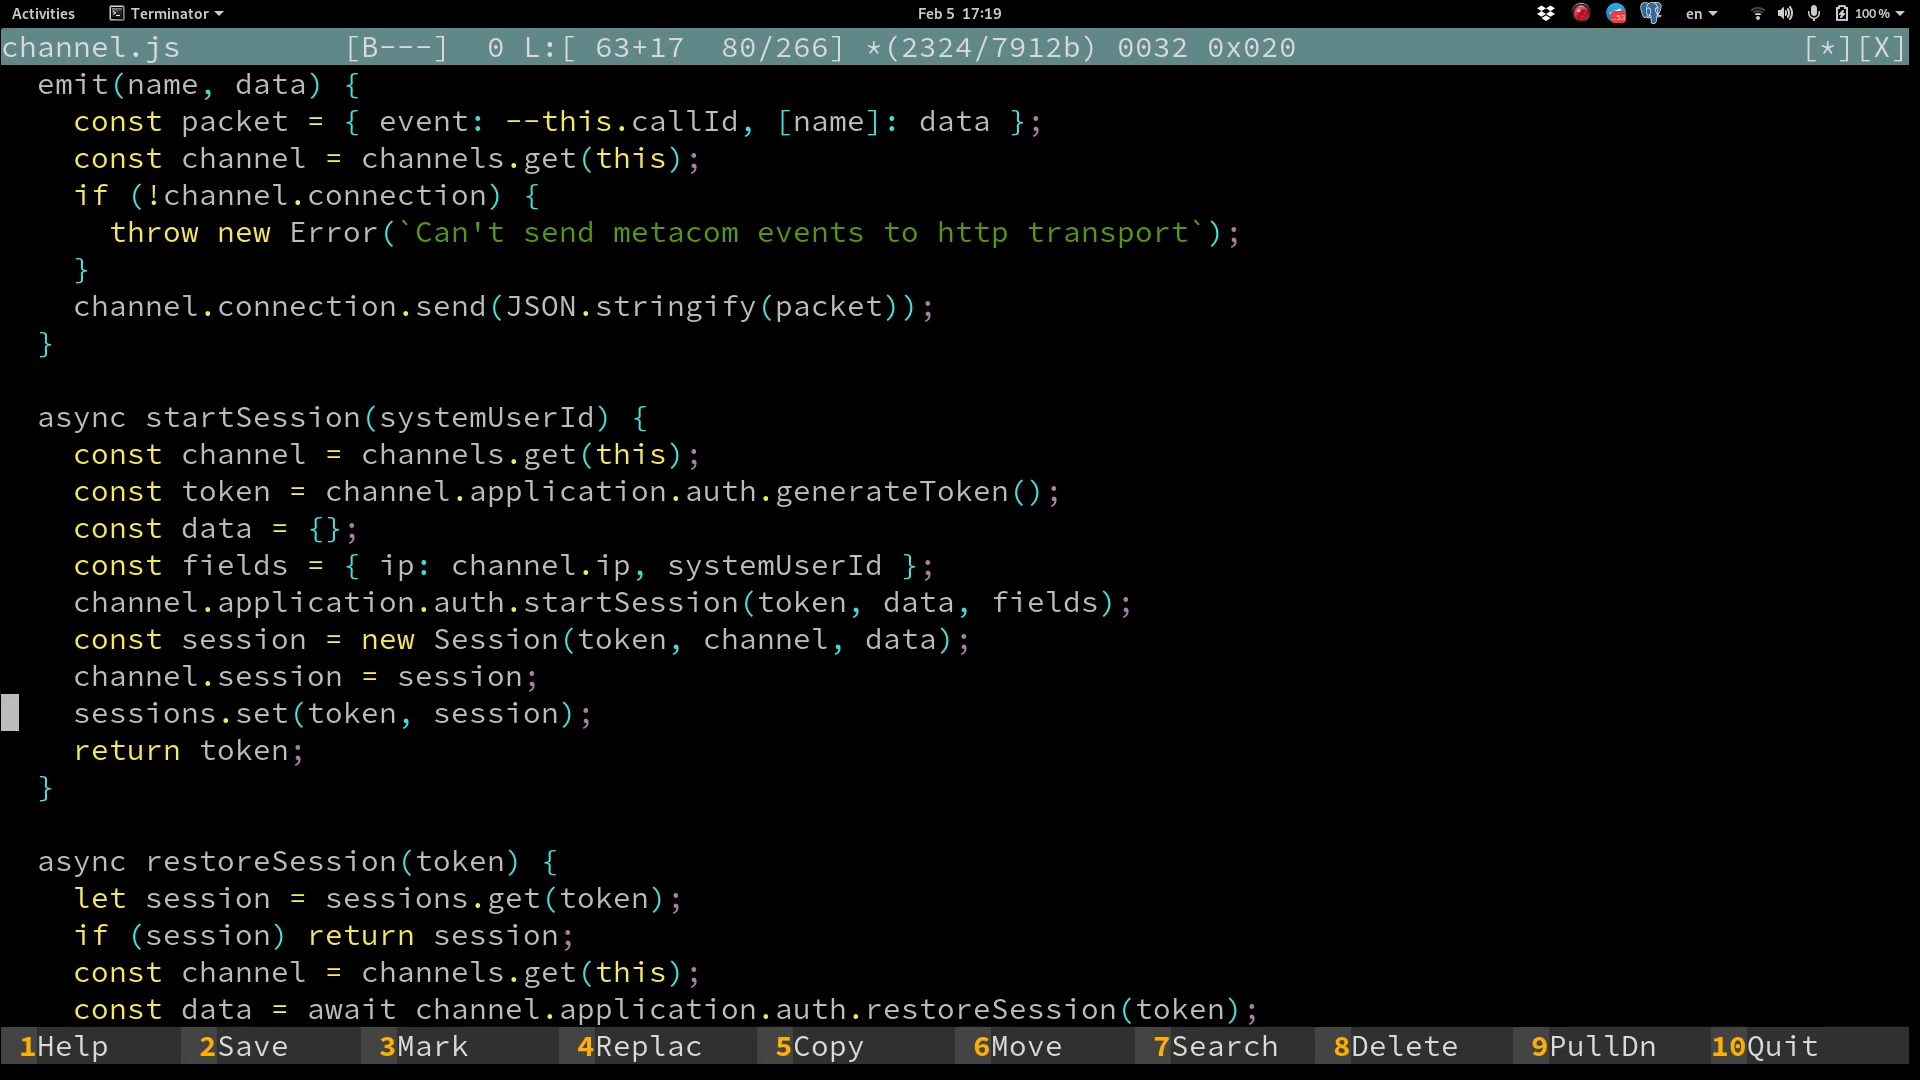 Activities Terminator Feb 5 17:19 en 100 %
channel.js [B---] 0 L:[ 63+17 80/266] *(2324/7912b) 0032 0x020 [*][X]
emit(name, data) {
const packet = { event: --this.callId, [name]: data };
const channel = channels.get(this);
if (!channel.connection) {
throw new Error(`Can't send metacom events to http transport`);
}
channel.connection.send(JSON.stringify(packet));
}
async startSession(systemUserId) {
const channel = channels.get(this);
const token = channel.application.auth.generateToken();
const data = {};
const fields = { ip: channel.ip, systemUserId };
channel.application.auth.startSession(token, data, fields);
const session = new Session(token, channel, data);
channel.session = session;
sessions.set(token, session);
return token;
}
async restoreSession(token) {
let session = sessions.get(token);
if (session) return session;
const channel = channels.get(this);
const data = await channel.application.auth.restoreSession(token);
1Help 2Save 3Mark 4Replac 5Copy 6Move 7Search 8Delete 9PullDn 10Quit